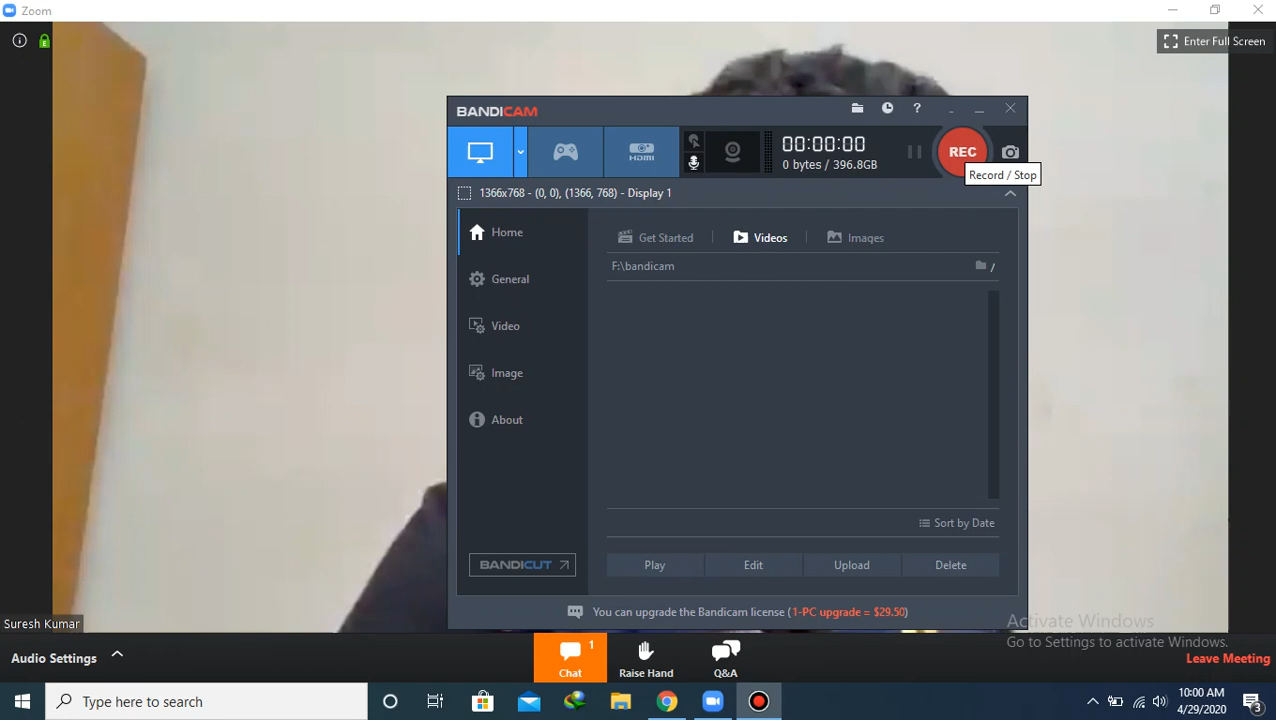 Zoom
Enter Full Screen
BANDICAM
00:00:00
0 bytes / 396.8GB
HDMI
REC
Record / Stop
1366x768 - (0, 0), (1366, 768) - Display 1
Home
General
Video
Image
About
Get Started
Videos
Images
F:\bandicam
/
Sort by Date
BANDICUT
Play
Edit
Upload
Delete
You can upgrade the Bandicam license (1-PC upgrade = $29.50)
Suresh Kumar
Activate Windows
Go to Settings to activate Windows.
Audio Settings
1
Chat
Raise Hand
Q&A
Leave Meeting
Type here to search
10:00 AM
4/29/2020
3